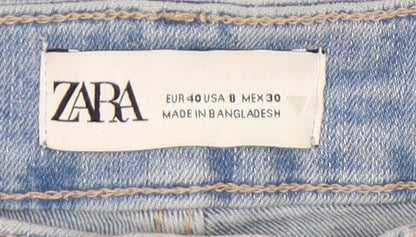 ZARA
EUR 40 USA 8 MEX 30
MADE IN BANGLADESH